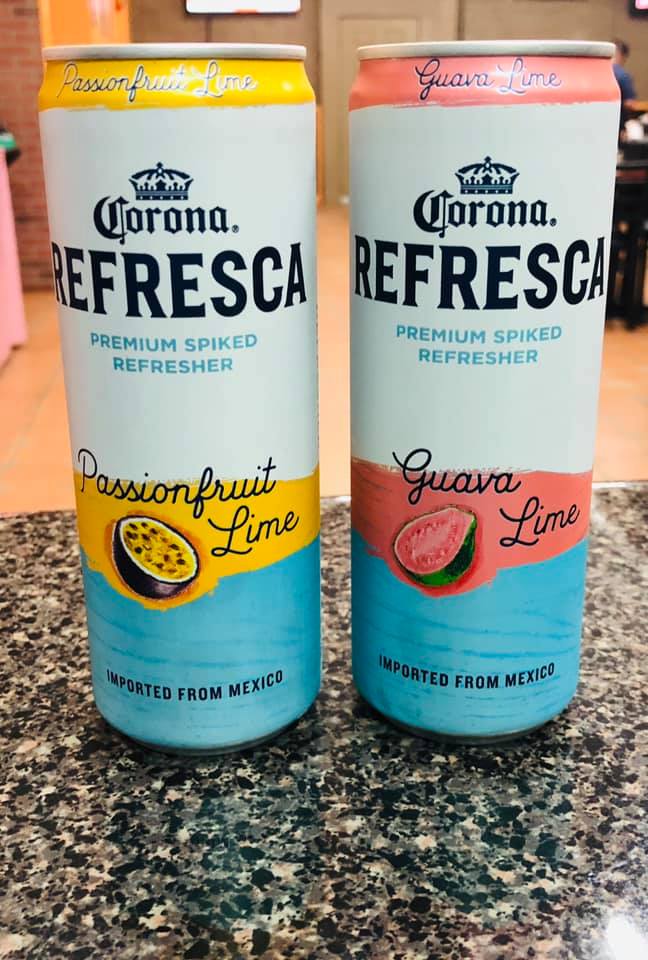 Passionfruit Lime
Corona.
REFRESCA
PREMIUM SPIKED
REFRESHER
Passionfruit
Lime
IMPORTED FROM MEXICO
Guava Lime
Corona.
REFRESCA
PREMIUM SPIKED
REFRESHER
Guava
Lime
IMPORTED FROM MEXICO